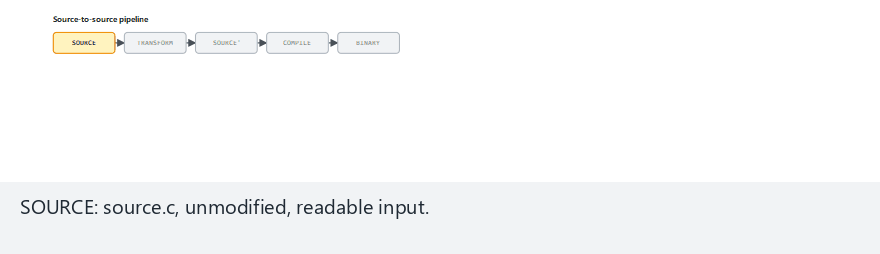 Source-to-source pipeline
SOURCE TRANSFORM SOURCE' COMPILE BINARY
SOURCE: source.c, unmodified, readable input.